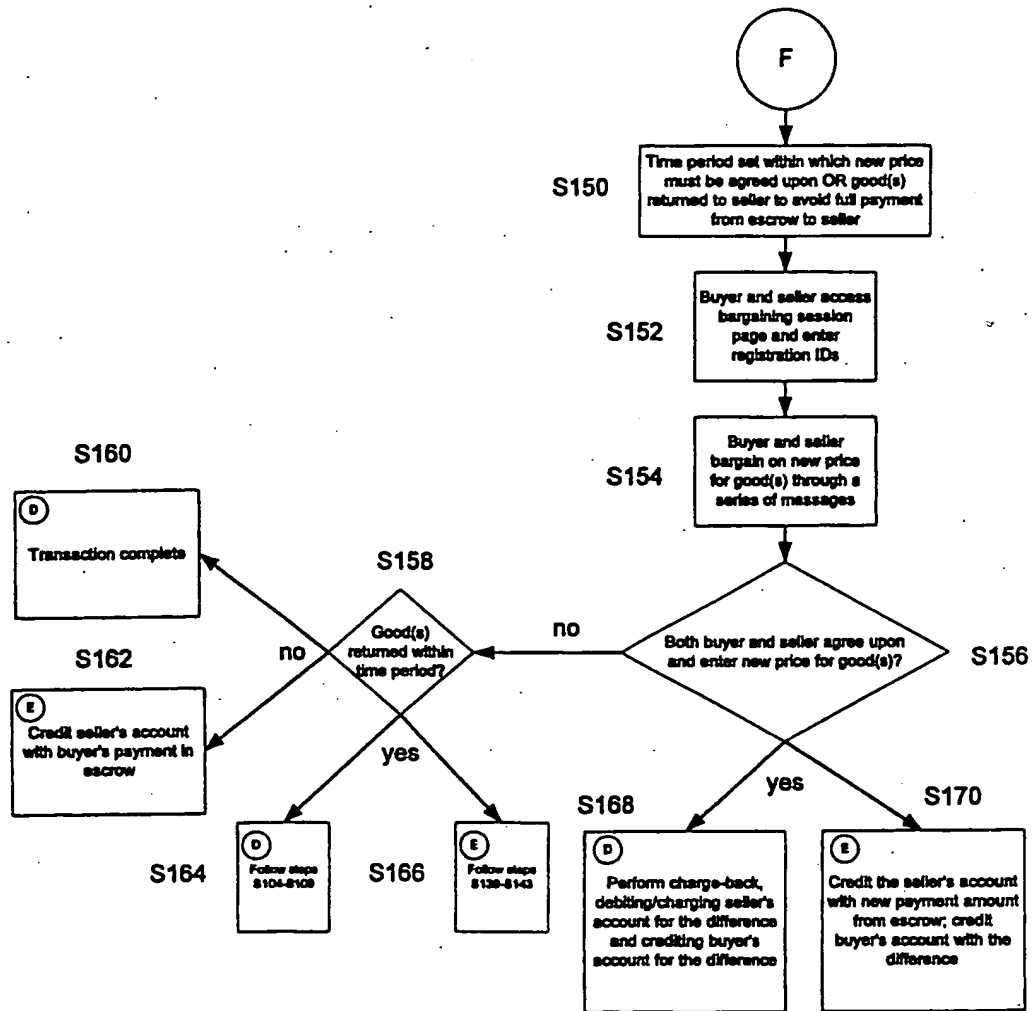 F
S150
Time period set within which new price
must be agreed upon OR good(s)
returned to seller to avoid full payment
from escrow to seller
S152
Buyer and seller access
bargaining session
page and enter
registration IDs
S154
Buyer and seller
bargain on new price
for good(s) through a
series of messages
S160
D
Transaction complete
S158
Good(s)
returned within
time period?
no
no
Both buyer and seller agree upon
and enter new price for good(s)?
S156
S162
E
Credit seller's account
with buyer's payment in
escrow
yes
yes
S164
D
Follow steps
S104-S109
S166
E
Follow steps
S139-S143
S168
D
Perform charge-back,
debiting/charging seller's
account for the difference
and crediting buyer's
account for the difference
S170
E
Credit the seller's account
with new payment amount
from escrow; credit
buyer's account with the
difference